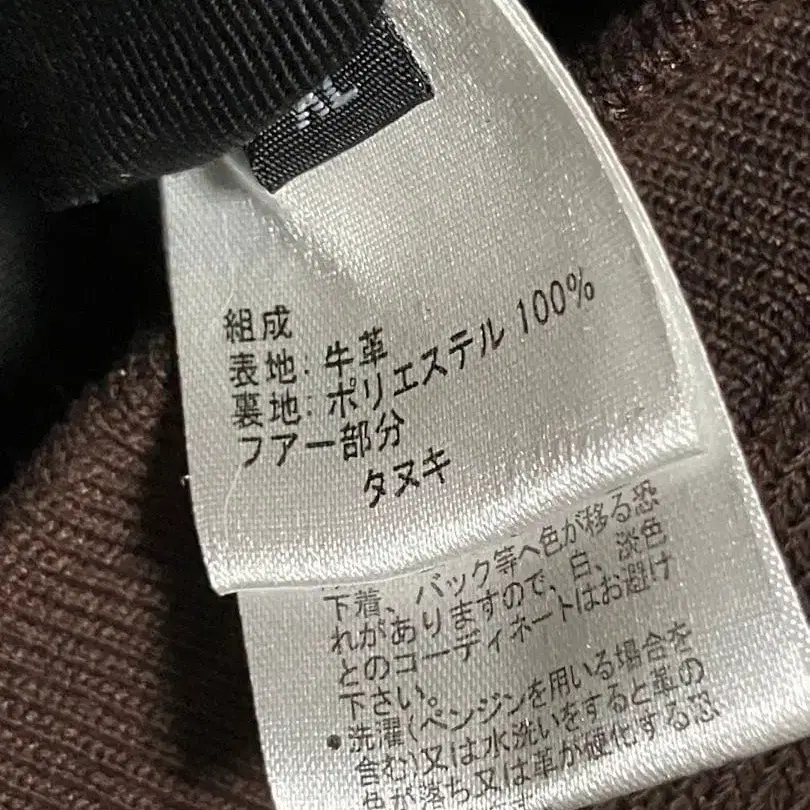 組成
表地: 牛革
裏地: ポリエステル 100%
フアー部分
タヌキ
下着、バック等へ色が移る恐
れがありますので、白、淡色
とのコーディネートはお避け
下さい。
•洗濯(ベンジンを用いる場合を
含む)又は水洗いをすると革の
色が落ち又は革が硬化する恐